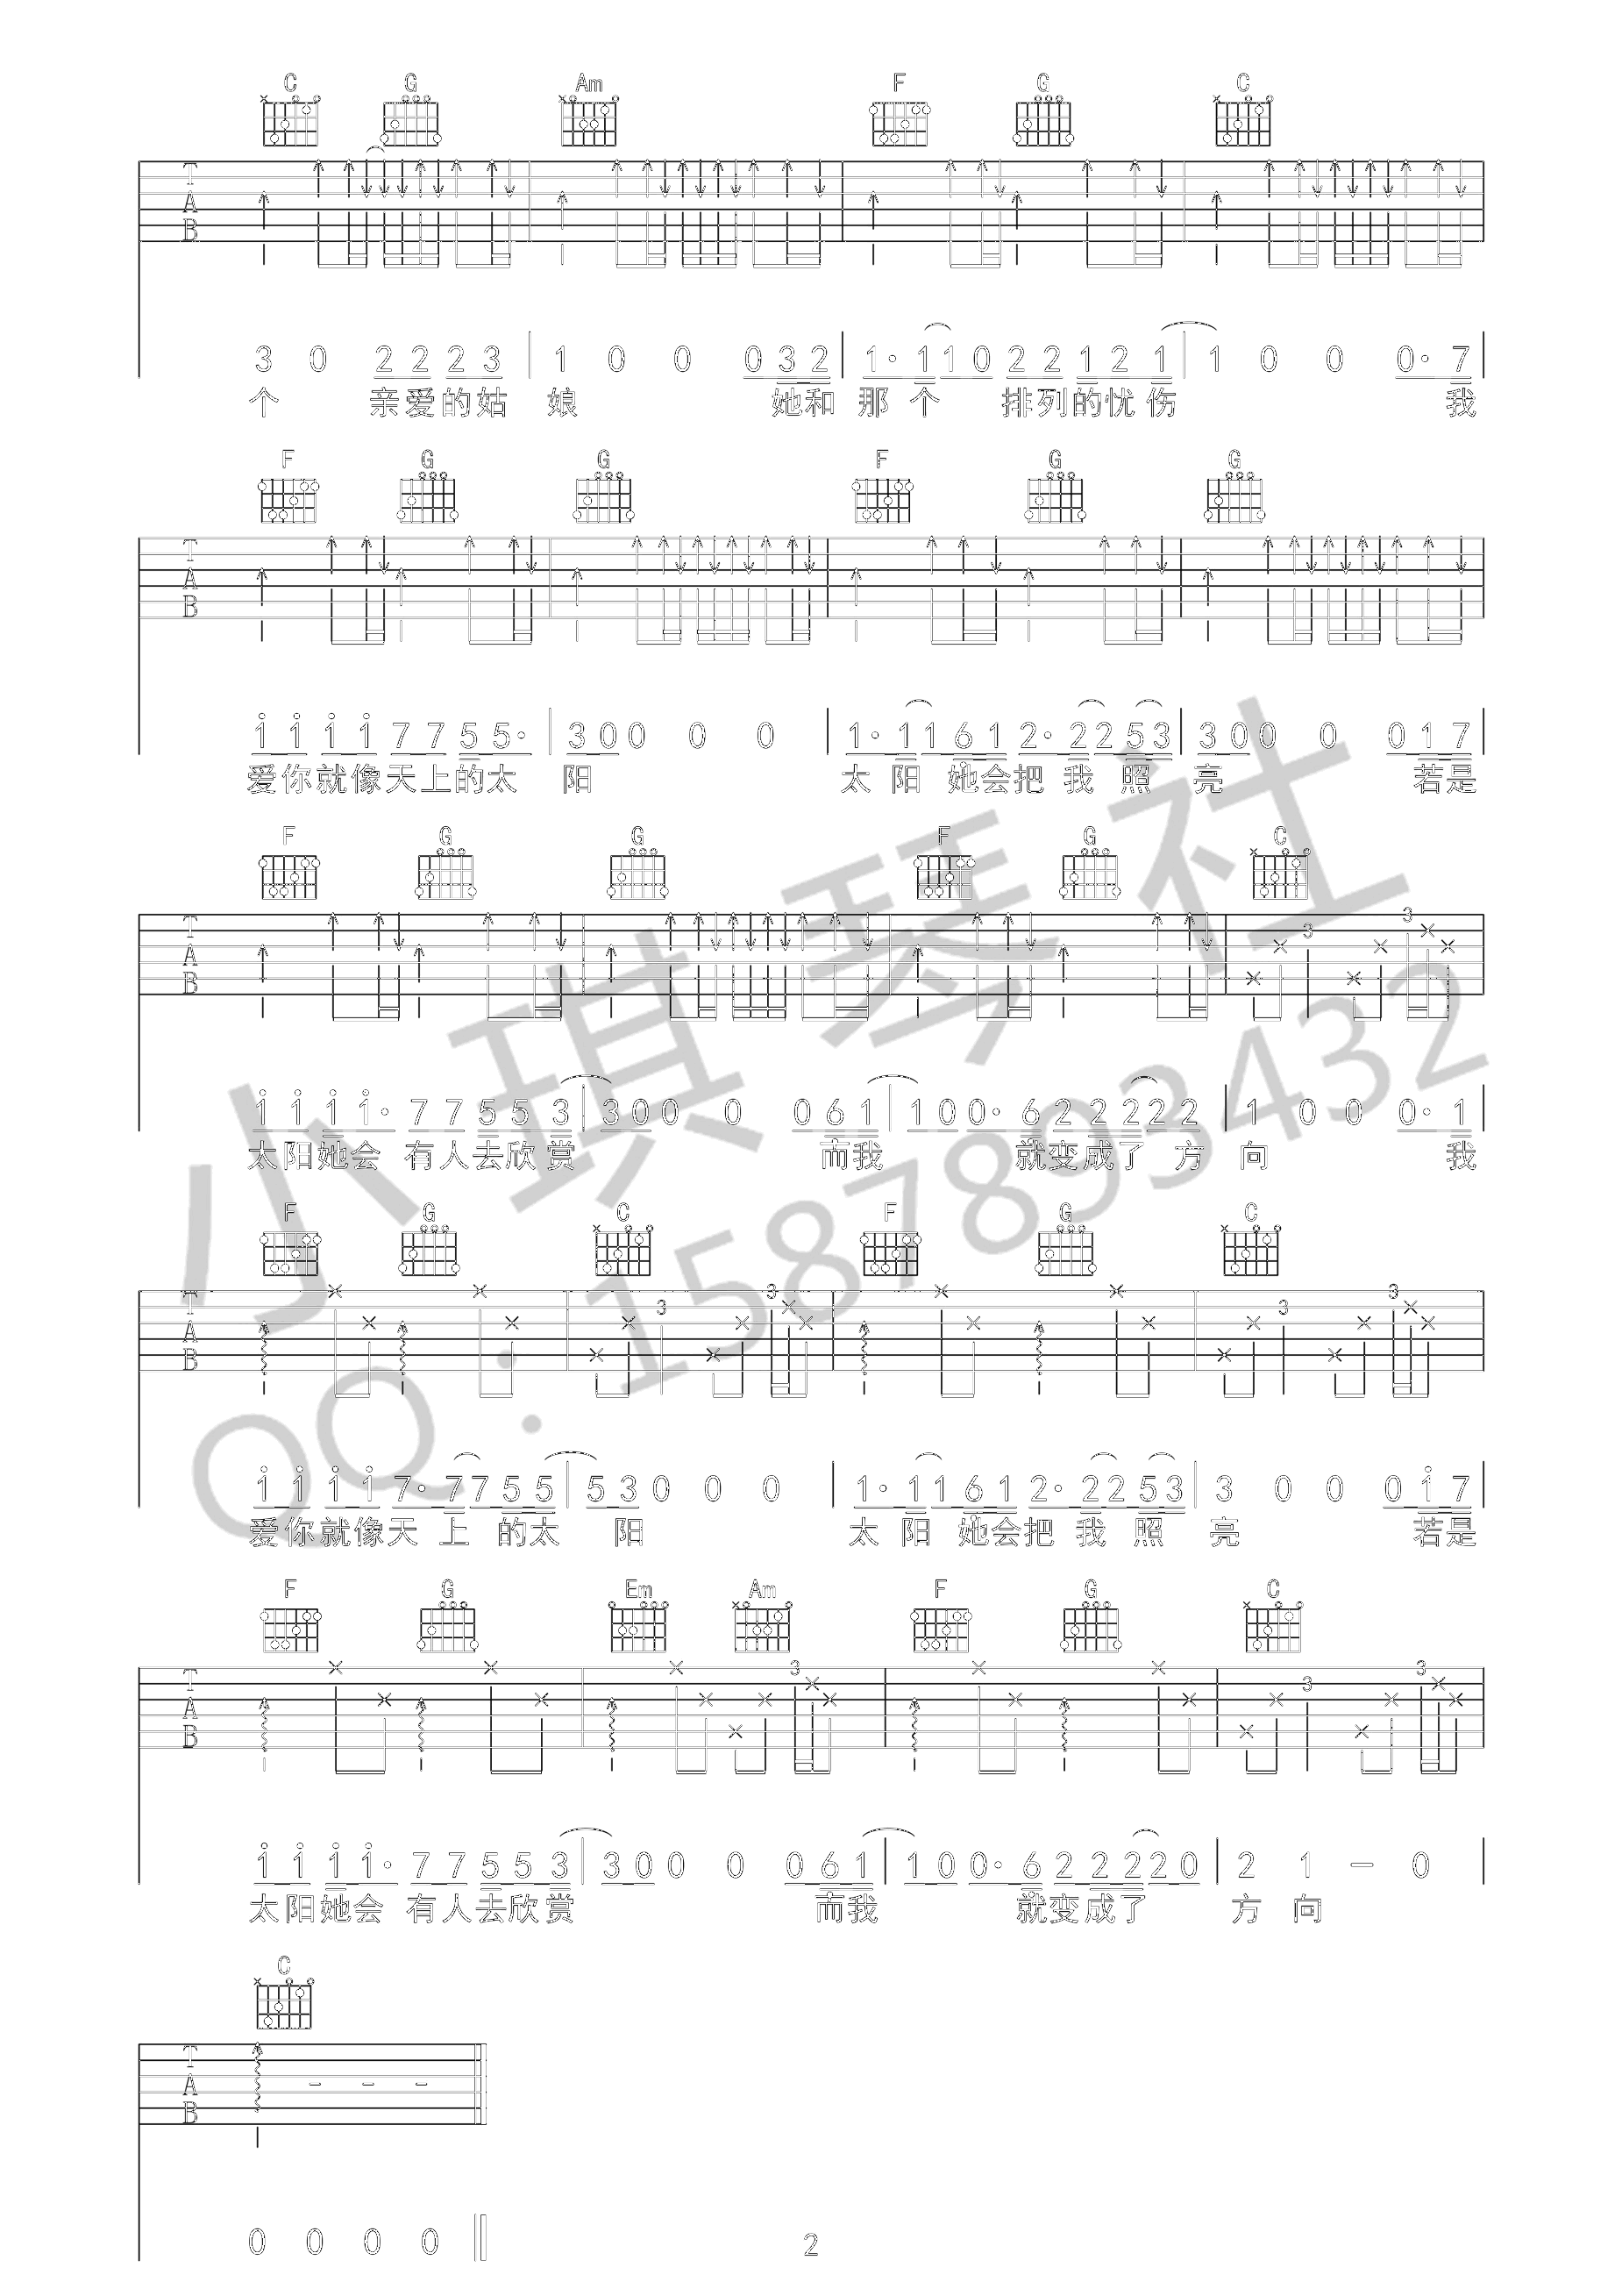 C G Am F G C
T
A
B
3 0 2 2 2 3 | 1 0 0 0 3 2 | 1· 1 1 0 2 2 1 2 1 | 1 0 0 0· 7
个 亲爱的姑 娘 她和 那 个 排列的忧伤 我
F G G F G G
T
A
B
1 1 1 1 7 7 5 5· | 3 0 0 0 0 | 1· 1 1 6 1 2· 2 2 5 3 | 3 0 0 0 0 1 7
爱你就像天上的太 阳 太 阳 她会把 我 照 亮 若是
F G G F G C
3 3
T
A
B
1 1 1 1· 7 7 5 5 3 | 3 0 0 0 0 6 1 | 1 0 0· 6 2 2 2 2 2 | 1 0 0 0· 1
太阳她会 有人去欣赏 而我 就变成了 方 向 我
F G C F G C
3 3 3 3
T
A
B
1 1 1 1 7· 7 7 5 5 | 5 3 0 0 0 | 1· 1 1 6 1 2· 2 2 5 3 | 3 0 0 0 1 7
爱你就像天 上 的太 阳 太 阳 她会把 我 照 亮 若是
F G Em Am F G C
3 3 3
T
A
B
1 1 1 1· 7 7 5 5 3 | 3 0 0 0 0 6 1 | 1 0 0· 6 2 2 2 2 0 | 2 1 — 0
太阳她会 有人去欣赏 而我 就变成了 方 向
C
T
A
B
0 0 0 0
2
小琪琴社
QQ:1587893432